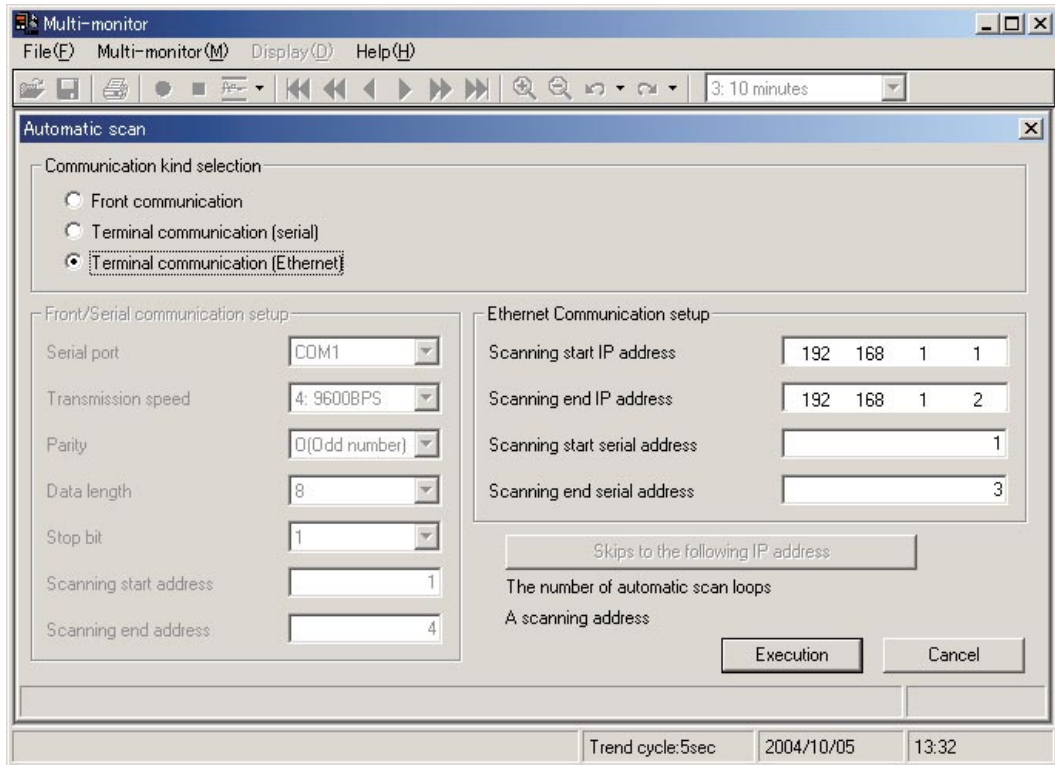 Multi-monitor
File(F) Multi-monitor(M) Display(D) Help(H)
3: 10 minutes
Automatic scan
Communication kind selection
Front communication
Terminal communication (serial)
Terminal communication (Ethernet)
Front/Serial communication setup
Serial port COM1
Transmission speed 4: 9600BPS
Parity O(Odd number)
Data length 8
Stop bit 1
Scanning start address 1
Scanning end address 4
Ethernet Communication setup
Scanning start IP address 192 168 1 1
Scanning end IP address 192 168 1 2
Scanning start serial address 1
Scanning end serial address 3
Skips to the following IP address
The number of automatic scan loops
A scanning address
Execution Cancel
Trend cycle:5sec 2004/10/05 13:32